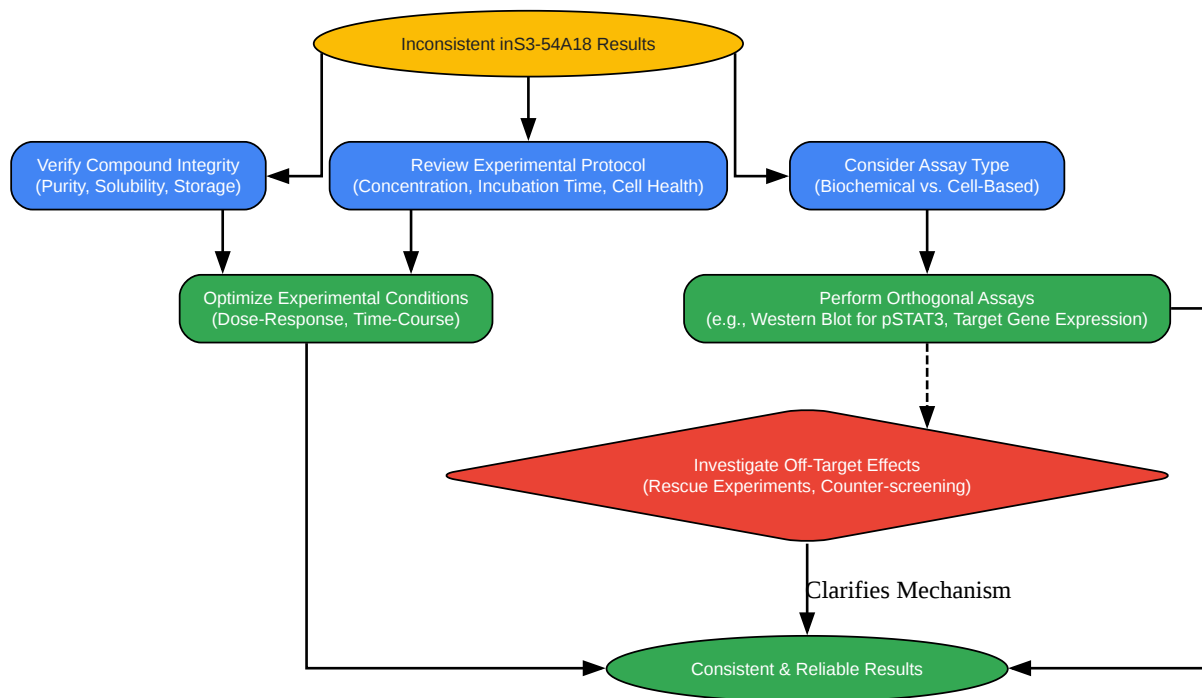 Inconsistent inS3-54A18 Results
Verify Compound Integrity
(Purity, Solubility, Storage)
Review Experimental Protocol
(Concentration, Incubation Time, Cell Health)
Consider Assay Type
(Biochemical vs. Cell-Based)
Optimize Experimental Conditions
(Dose-Response, Time-Course)
Perform Orthogonal Assays
(e.g., Western Blot for pSTAT3, Target Gene Expression)
Investigate Off-Target Effects
(Rescue Experiments, Counter-screening)
Clarifies Mechanism
Consistent & Reliable Results